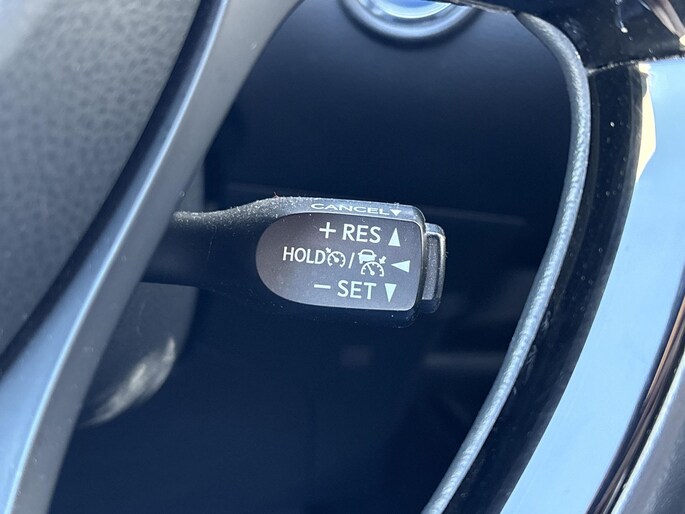 CANCEL▼
+ RES ▲
HOLD / ◀
− SET ▼